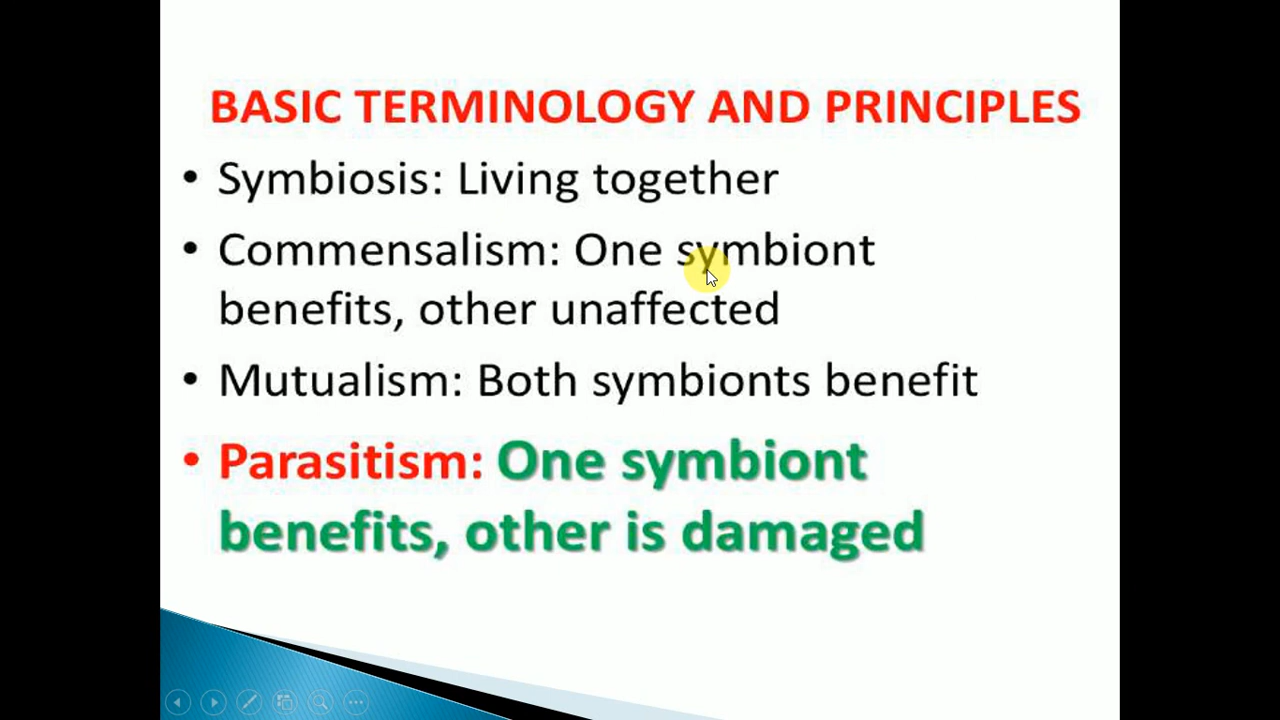 BASIC TERMINOLOGY AND PRINCIPLES
• Symbiosis: Living together
• Commensalism: One symbiont
benefits, other unaffected
• Mutualism: Both symbionts benefit
• Parasitism: One symbiont
benefits, other is damaged